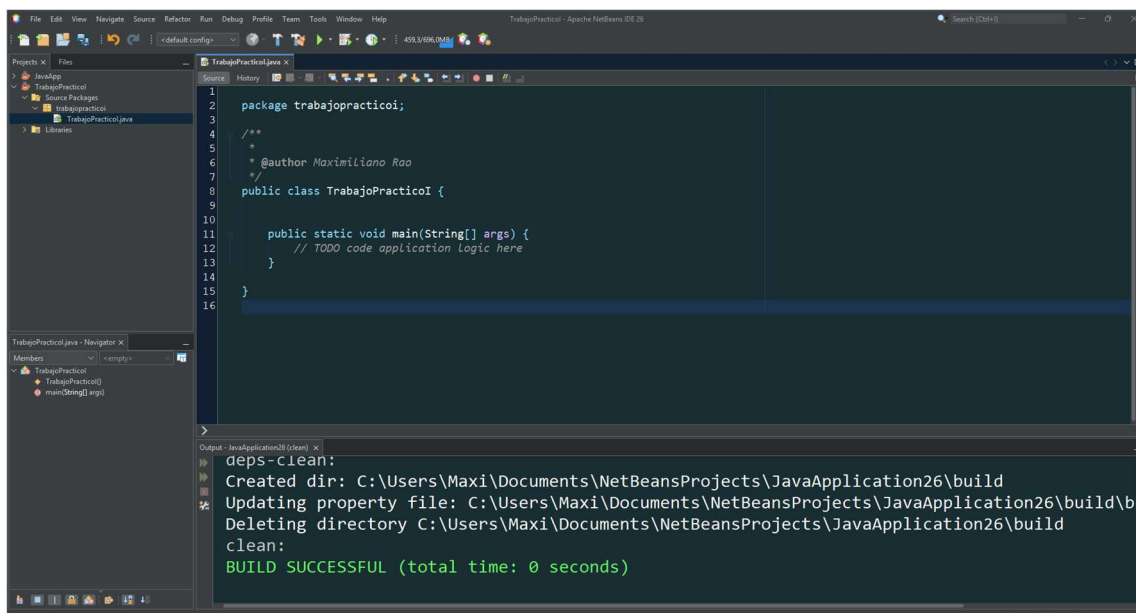 File Edit View Navigate Source Refactor Run Debug Profile Team Tools Window Help
TrabajoPracticoI - Apache NetBeans IDE 26
Search (Ctrl+I)
<default config>
459,3/696,0MB
Projects Files
JavaApp
TrabajoPracticoI
Source Packages
trabajopracticoi
TrabajoPracticoI.java
Libraries
TrabajoPracticoI.java - Navigator
Members <empty>
TrabajoPracticoI
TrabajoPracticoI()
main(String[] args)
TrabajoPracticoI.java
Source History
1
2 package trabajopracticoi;
3
4 /**
5 *
6 * @author Maximiliano Rao
7 */
8 public class TrabajoPracticoI {
9
10
11 public static void main(String[] args) {
12 // TODO code application logic here
13 }
14
15 }
16
Output - JavaApplication26 (clean)
deps-clean:
Created dir: C:\Users\Maxi\Documents\NetBeansProjects\JavaApplication26\build
Updating property file: C:\Users\Maxi\Documents\NetBeansProjects\JavaApplication26\build\b
Deleting directory C:\Users\Maxi\Documents\NetBeansProjects\JavaApplication26\build
clean:
BUILD SUCCESSFUL (total time: 0 seconds)